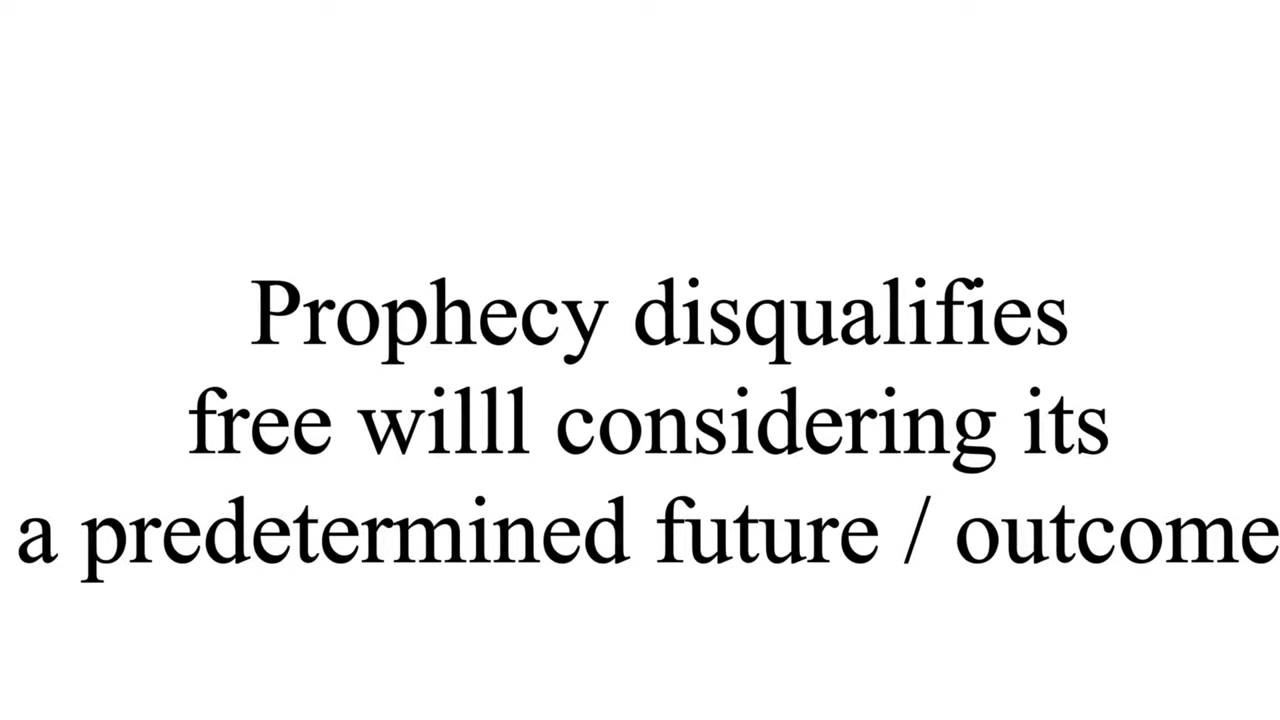 Prophecy disqualifies
free willl considering its
a predetermined future / outcome